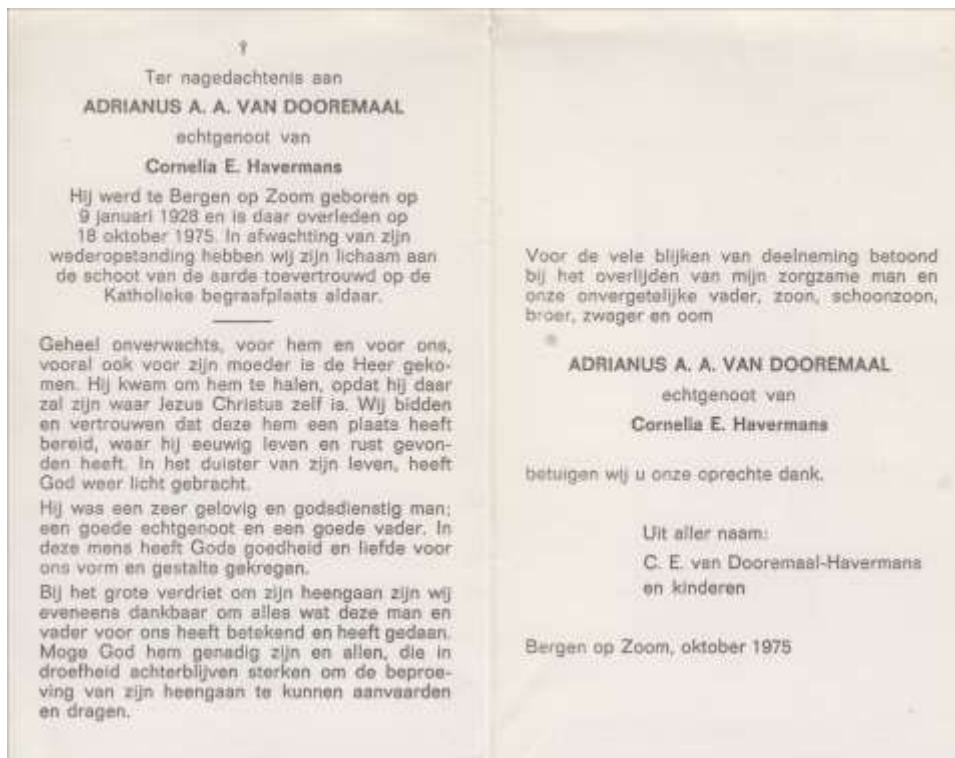 Ter nagedachtenis aan
ADRIANUS A. A. VAN DOOREMAAL
echtgenoot van
Cornelia E. Havermans
Hij werd te Bergen op Zoom geboren op
9 januari 1928 en is daar overleden op
18 oktober 1975. In afwachting van zijn
wederopstanding hebben wij zijn lichaam aan
de schoot van de aarde toevertrouwd op de
Katholieke begraafplaats aldaar.
Geheel onverwachts, voor hem en voor ons,
vooral ook voor zijn moeder is de Heer geko-
men. Hij kwam om hem te halen, opdat hij daar
zal zijn waar Jezus Christus zelf is. Wij bidden
en vertrouwen dat deze hem een plaats heeft
bereid, waar hij eeuwig leven en rust gevon-
den heeft. In het duister van zijn leven, heeft
God weer licht gebracht.
Hij was een zeer gelovig en godsdienstig man;
een goede echtgenoot en een goede vader. In
deze mens heeft Gods goedheid en liefde voor
ons vorm en gestalte gekregen.
Bij het grote verdriet om zijn heengaan zijn wij
eveneens dankbaar om alles wat deze man en
vader voor ons heeft betekend en heeft gedaan.
Moge God hem genadig zijn en allen, die in
droefheid achterblijven sterken om de beproe-
ving van zijn heengaan te kunnen aanvaarden
en dragen.
Voor de vele blijken van deelneming betoond
bij het overlijden van mijn zorgzame man en
onze onvergetelijke vader, zoon, schoonzoon,
broer, zwager en oom
ADRIANUS A. A. VAN DOOREMAAL
echtgenoot van
Cornelia E. Havermans
betuigen wij u onze oprechte dank.
Uit aller naam:
C. E. van Dooremaal-Havermans
en kinderen
Bergen op Zoom, oktober 1975